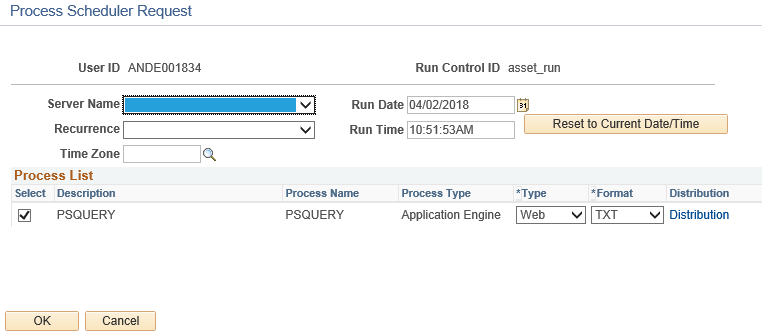 Process Scheduler Request
User ID ANDE001834 Run Control ID asset_run
Server Name Run Date 04/02/2018 31
Recurrence Run Time 10:51:53AM Reset to Current Date/Time
Time Zone
Process List
Select Description Process Name Process Type *Type *Format Distribution
PSQUERY PSQUERY Application Engine Web TXT Distribution
OK Cancel